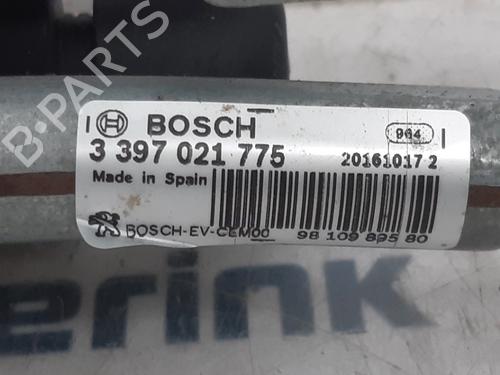 B-PARTS
BOSCH
964
3 397 021 775
20161017 2
Made in Spain
BOSCH-EV-CEM00
98 109 895 80
erink